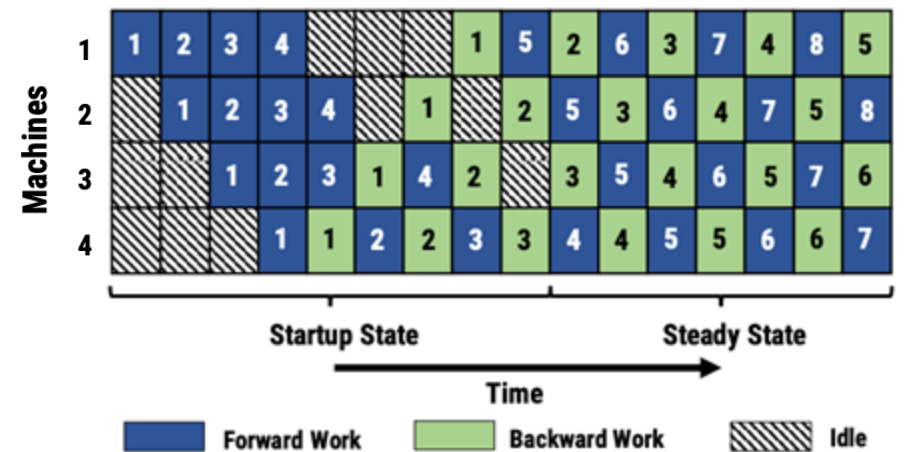 Machines
1 1 2 3 4 1 5 2 6 3 7 4 8 5
2 1 2 3 4 1 2 5 3 6 4 7 5 8
3 1 2 3 1 4 2 3 5 4 6 5 7 6
4 1 1 2 2 3 3 4 4 5 5 6 6 7
Startup State Steady State
Time
Forward Work Backward Work Idle